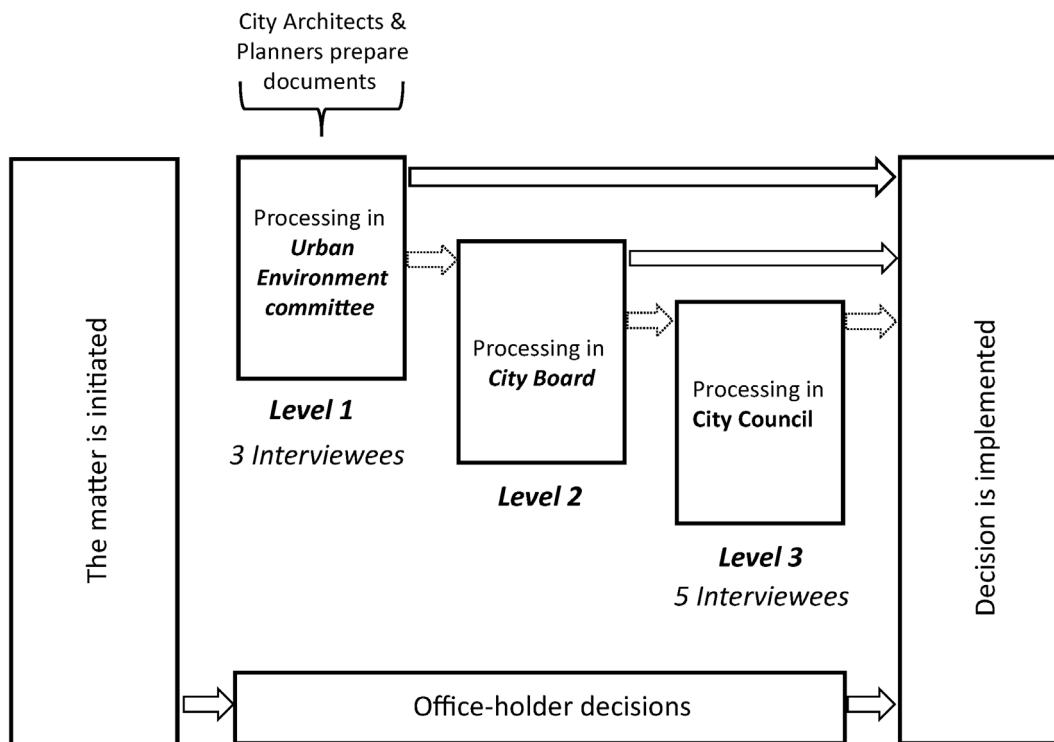 City Architects &
Planners prepare
documents
The matter is initiated
Processing in
Urban
Environment
committee
Level 1
3 Interviewees
Processing in
City Board
Level 2
Processing in
City Council
Level 3
5 Interviewees
Decision is implemented
Office-holder decisions